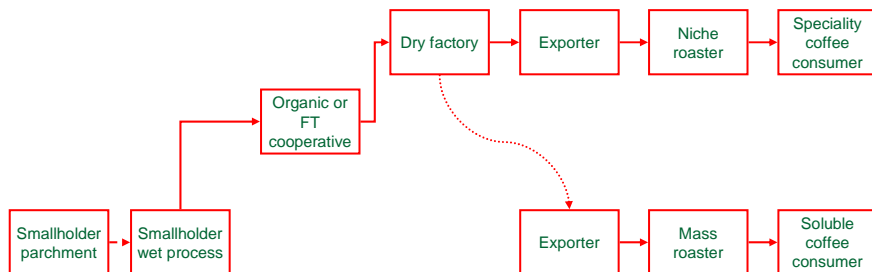 Dry factory
Exporter
Niche
roaster
Speciality
coffee
consumer
Organic or
FT
cooperative
Smallholder
parchment
Smallholder
wet process
Exporter
Mass
roaster
Soluble
coffee
consumer